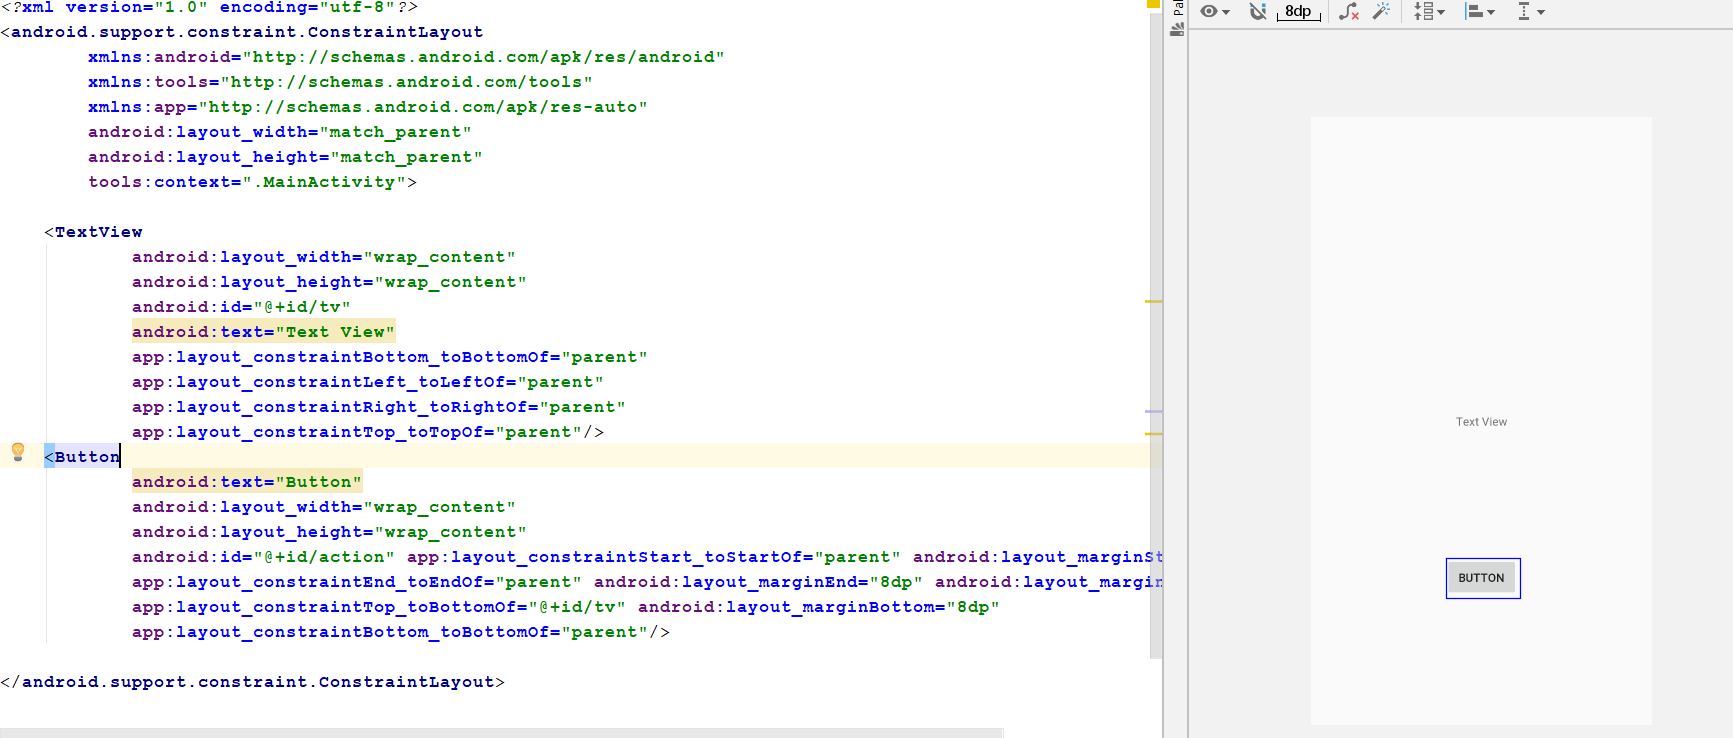 <?xml version="1.0" encoding="utf-8"?>
<android.support.constraint.ConstraintLayout
xmlns:android="http://schemas.android.com/apk/res/android"
xmlns:tools="http://schemas.android.com/tools"
xmlns:app="http://schemas.android.com/apk/res-auto"
android:layout_width="match_parent"
android:layout_height="match_parent"
tools:context=".MainActivity">
<TextView
android:layout_width="wrap_content"
android:layout_height="wrap_content"
android:id="@+id/tv"
android:text="Text View"
app:layout_constraintBottom_toBottomOf="parent"
app:layout_constraintLeft_toLeftOf="parent"
app:layout_constraintRight_toRightOf="parent"
app:layout_constraintTop_toTopOf="parent"/>
<Button
android:text="Button"
android:layout_width="wrap_content"
android:layout_height="wrap_content"
android:id="@+id/action" app:layout_constraintStart_toStartOf="parent" android:layout_marginSt
app:layout_constraintEnd_toEndOf="parent" android:layout_marginEnd="8dp" android:layout_margin
app:layout_constraintTop_toBottomOf="@+id/tv" android:layout_marginBottom="8dp"
app:layout_constraintBottom_toBottomOf="parent"/>
</android.support.constraint.ConstraintLayout>
Pa
8dp
Text View
BUTTON